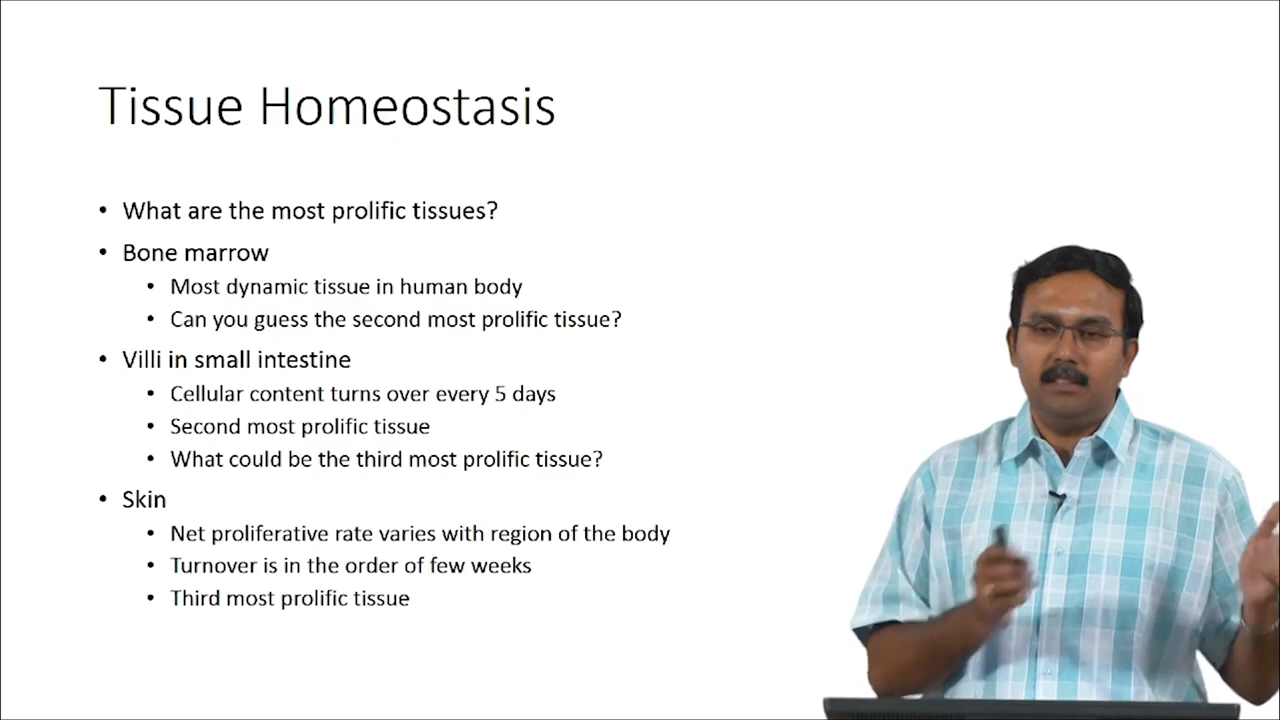 Tissue Homeostasis
• What are the most prolific tissues?
• Bone marrow
• Most dynamic tissue in human body
• Can you guess the second most prolific tissue?
• Villi in small intestine
• Cellular content turns over every 5 days
• Second most prolific tissue
• What could be the third most prolific tissue?
• Skin
• Net proliferative rate varies with region of the body
• Turnover is in the order of few weeks
• Third most prolific tissue